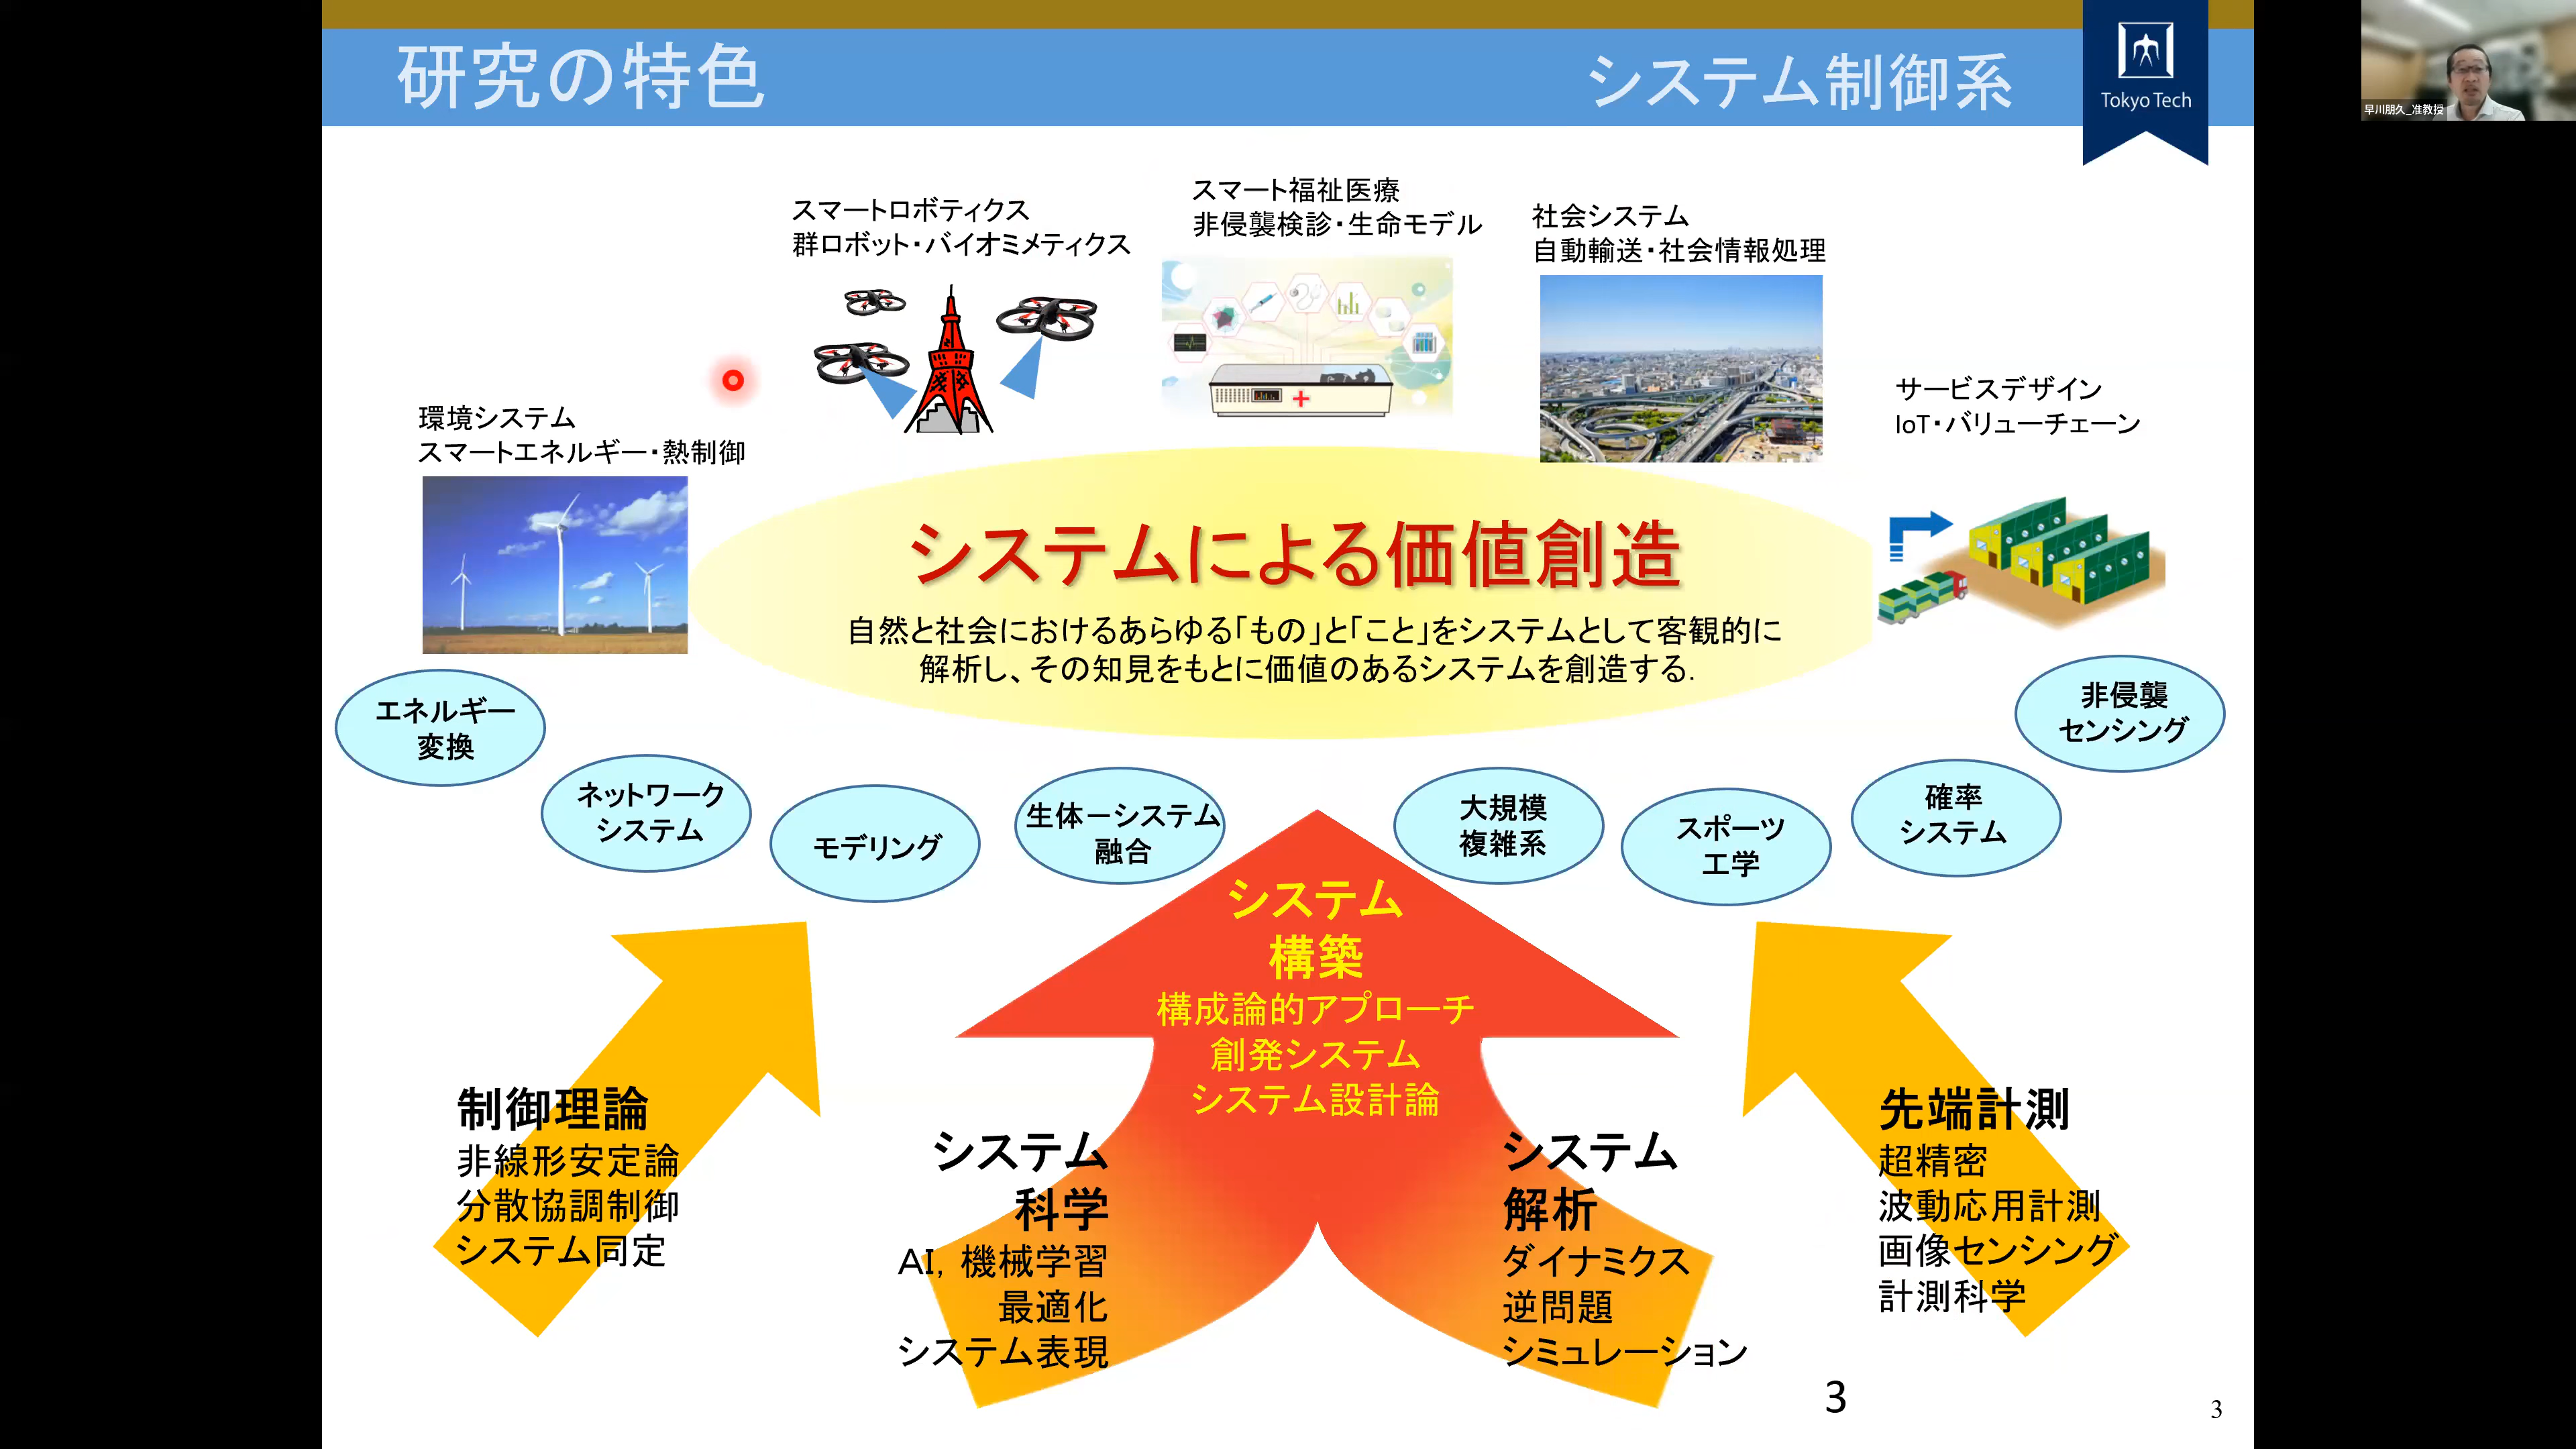 研究の特色
システム制御系
Tokyo Tech
早川朋久_准教授
スマートロボティクス
群ロボット・バイオミメティクス
スマート福祉医療
非侵襲検診・生命モデル
社会システム
自動輸送・社会情報処理
環境システム
スマートエネルギー・熱制御
サービスデザイン
IoT・バリューチェーン
システムによる価値創造
自然と社会におけるあらゆる「もの」と「こと」をシステムとして客観的に
解析し、その知見をもとに価値のあるシステムを創造する.
エネルギー
変換
ネットワーク
システム
モデリング
生体－システム
融合
大規模
複雑系
スポーツ
工学
確率
システム
非侵襲
センシング
システム
構築
構成論的アプローチ
創発システム
システム設計論
制御理論
非線形安定論
分散協調制御
システム同定
システム
科学
AI, 機械学習
最適化
システム表現
システム
解析
ダイナミクス
逆問題
シミュレーション
先端計測
超精密
波動応用計測
画像センシング
計測科学
3
3